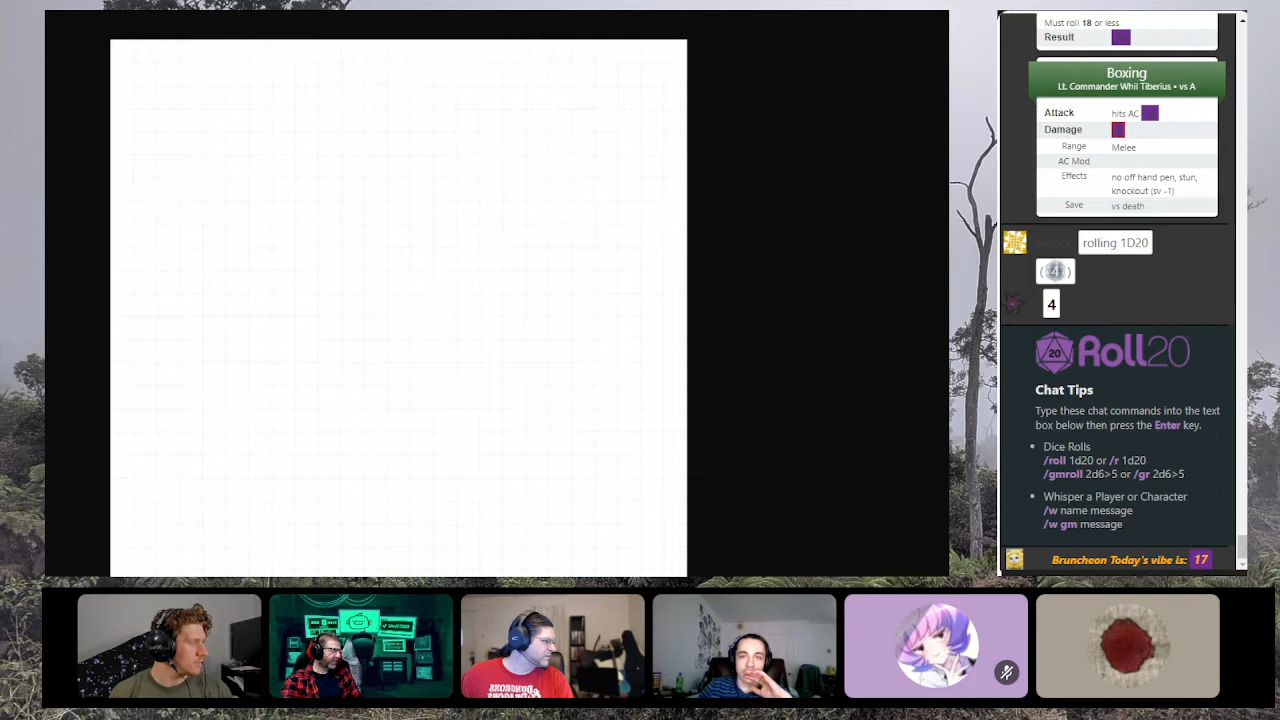 Must roll 18 or less
Result
Boxing
Lt. Commander Whil Tiberius • vs A
Attack hits AC
Damage
Range Melee
AC Mod
Effects no off hand pen, stun,
knockout (sv -1)
Save vs death
rolling 1D20
(4)
4
20 Roll20
Chat Tips
Type these chat commands into the text
box below then press the Enter key.
Dice Rolls
/roll 1d20 or /r 1d20
/gmroll 2d6>5 or /gr 2d6>5
Whisper a Player or Character
/w name message
/w gm message
Bruncheon Today's vibe is: 17